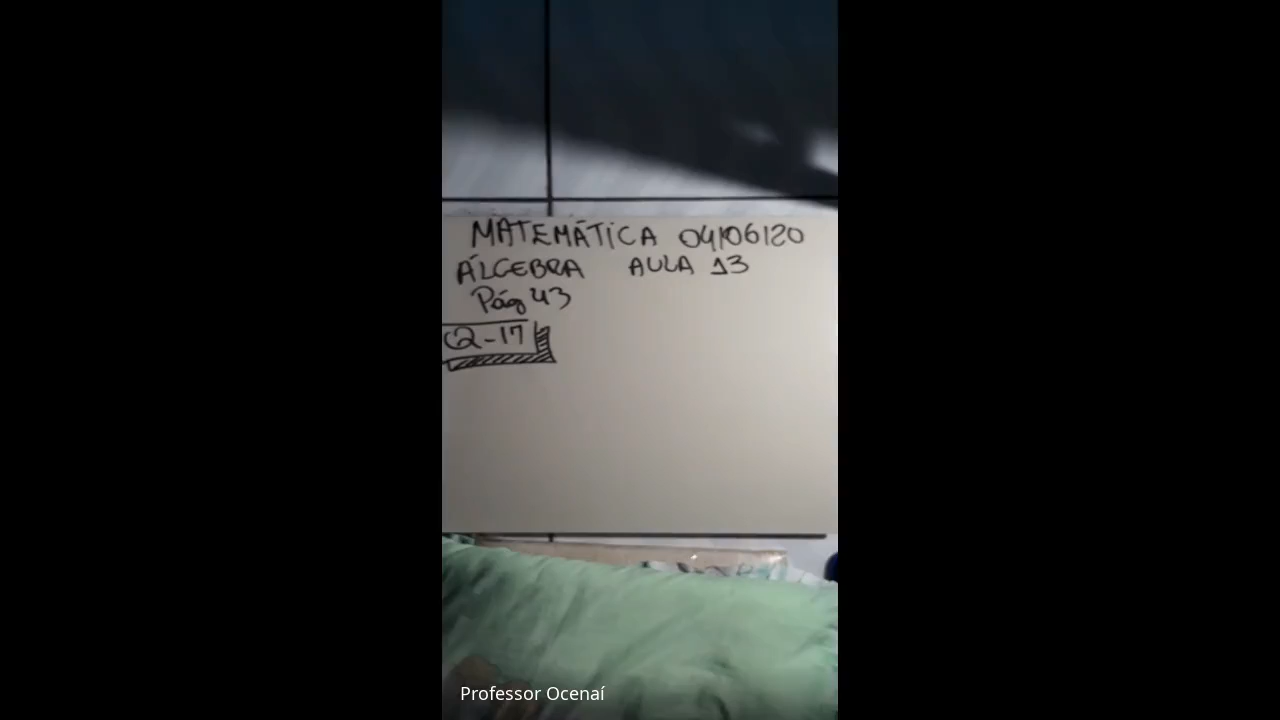 MATEMÁTICA 04/06/20
ÁLGEBRA AULA 13
Pág 43
Q-17
Professor Ocenaí